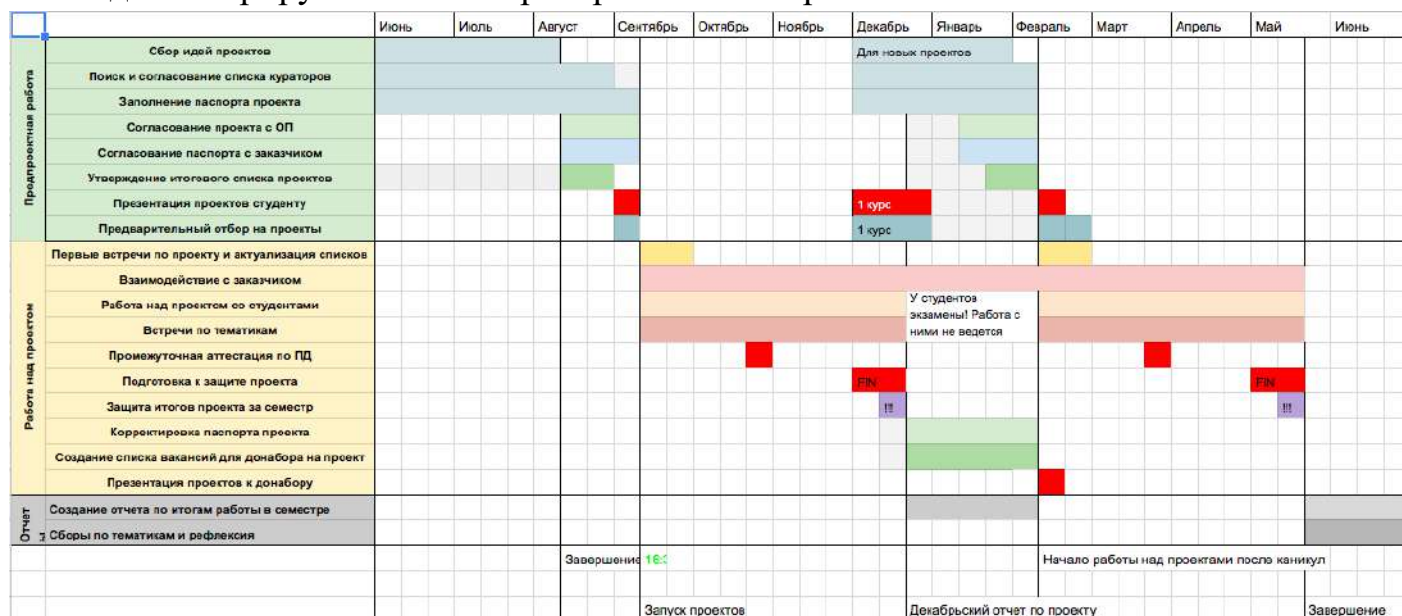 Июнь Июль Август Сентябрь Октябрь Ноябрь Декабрь Январь Февраль Март Апрель Май Июнь
Предпроектная работа
Сбор идей проектов Для новых проектов
Поиск и согласование списка кураторов
Заполнение паспорта проекта
Согласование проекта с ОП
Согласование паспорта с заказчиком
Утверждение итогового списка проектов
Презентация проектов студенту 1 курс
Предварительный отбор на проекты 1 курс
Работа над проектом
Первые встречи по проекту и актуализация списков
Взаимодействие с заказчиком
Работа над проектом со студентами
У студентов
экзамены! Работа с
ними не ведется
Встречи по тематикам
Промежуточная аттестация по ПД
Подготовка к защите проекта FIN FIN
Защита итогов проекта за семестр !!! !!!
Корректировка паспорта проекта
Создание списка вакансий для донабора на проект
Презентация проектов к донабору
Отчет
Создание отчета по итогам работы в семестре
Сборы по тематикам и рефлексия
Завершение Начало работы над проектами после каникул
Запуск проектов Декабрьский отчет по проекту Завершение